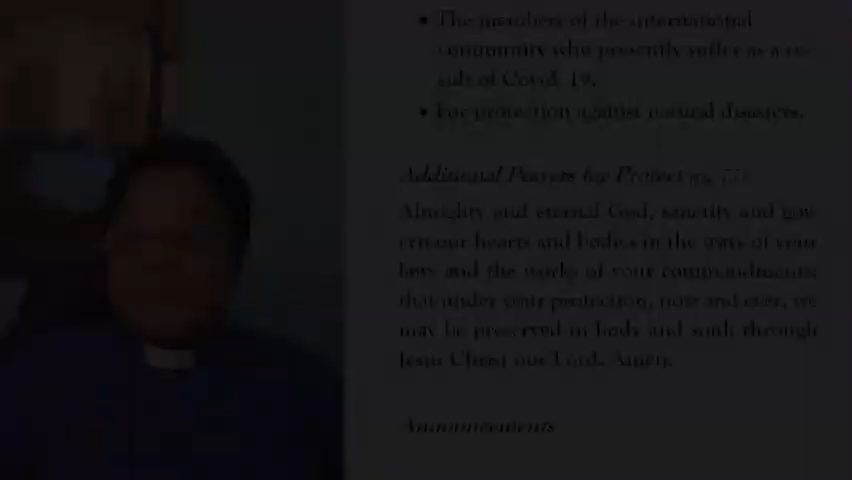 • The members of the international
community who presently suffer as a re-
sult of Covid-19.
• For protection against natural disasters.
Additional Prayers for Protect pg.
Almighty and eternal God, sanctify and gov-
ern our hearts and bodies in the ways of your
laws and the works of your commandments;
that under your protection, now and ever, we
may be preserved in body and soul; through
Jesus Christ our Lord. Amen.
Announcements